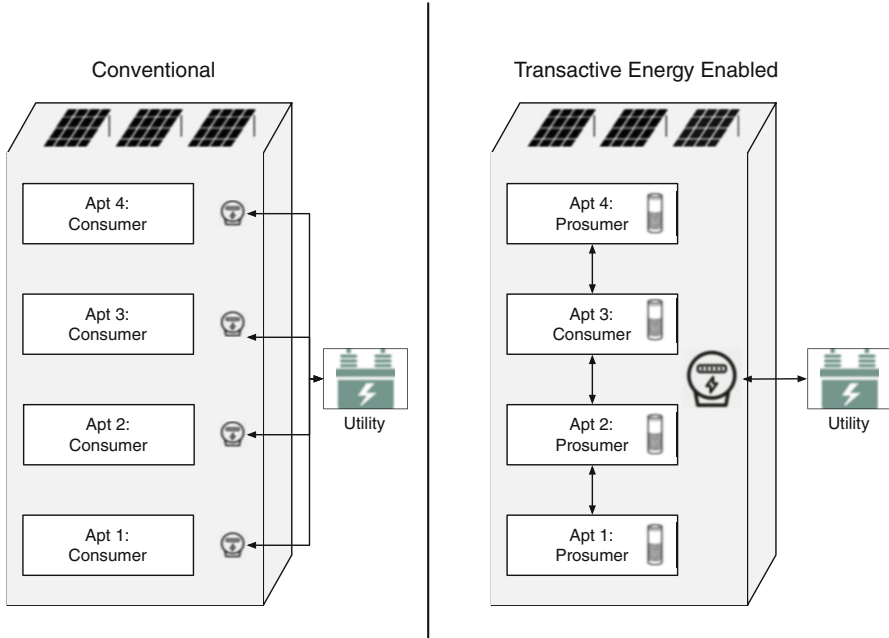 Conventional
Apt 4:
Consumer
Apt 3:
Consumer
Apt 2:
Consumer
Apt 1:
Consumer
Utility
Transactive Energy Enabled
Apt 4:
Prosumer
Apt 3:
Consumer
Apt 2:
Prosumer
Apt 1:
Prosumer
Utility